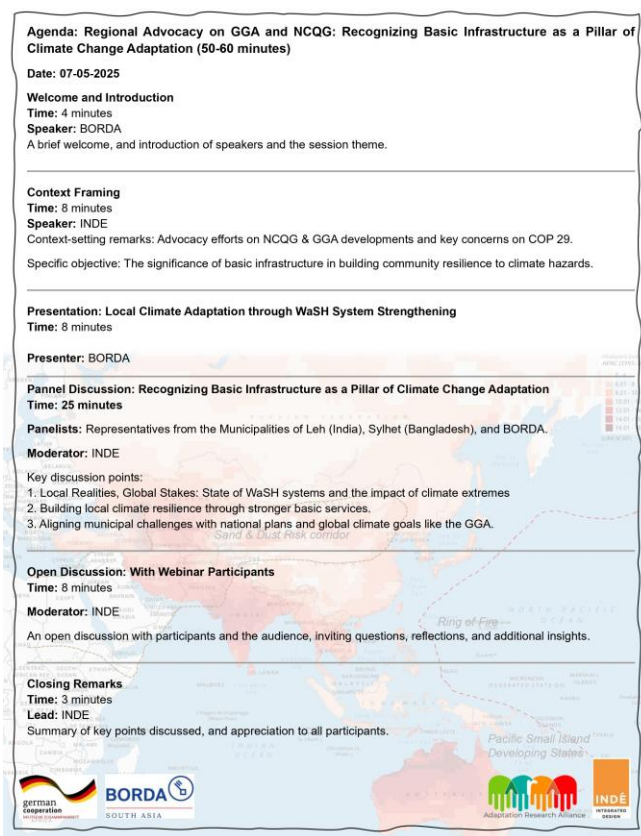 Agenda: Regional Advocacy on GGA and NCQG: Recognizing Basic Infrastructure as a Pillar of
Climate Change Adaptation (50-60 minutes)
Date: 07-05-2025
Welcome and Introduction
Time: 4 minutes
Speaker: BORDA
A brief welcome, and introduction of speakers and the session theme.
Context Framing
Time: 8 minutes
Speaker: INDE
Context-setting remarks: Advocacy efforts on NCQG & GGA developments and key concerns on COP 29.
Specific objective: The significance of basic infrastructure in building community resilience to climate hazards.
Presentation: Local Climate Adaptation through WaSH System Strengthening
Time: 8 minutes
Presenter: BORDA
Pannel Discussion: Recognizing Basic Infrastructure as a Pillar of Climate Change Adaptation
Time: 25 minutes
Panelists: Representatives from the Municipalities of Leh (India), Sylhet (Bangladesh), and BORDA.
Moderator: INDE
Key discussion points:
1. Local Realities, Global Stakes: State of WaSH systems and the impact of climate extremes
2. Building local climate resilience through stronger basic services.
3. Aligning municipal challenges with national plans and global climate goals like the GGA.
Sand & Dust Risk corridor
Open Discussion: With Webinar Participants
Time: 8 minutes
Moderator: INDE
Ring of Fire
NORTH PACIFIC
OCEAN
An open discussion with participants and the audience, inviting questions, reflections, and additional insights.
Closing Remarks
Time: 3 minutes
Lead: INDE
Summary of key points discussed, and appreciation to all participants.
Pacific Small Island
Developing States
INDIAN
OCEAN
AUSTRALIA
german
cooperation
DEUTSCHE ZUSAMMENARBEIT
BORDA
SOUTH ASIA
Adaptation Research Alliance
INDÉ
INTEGRATED
DESIGN